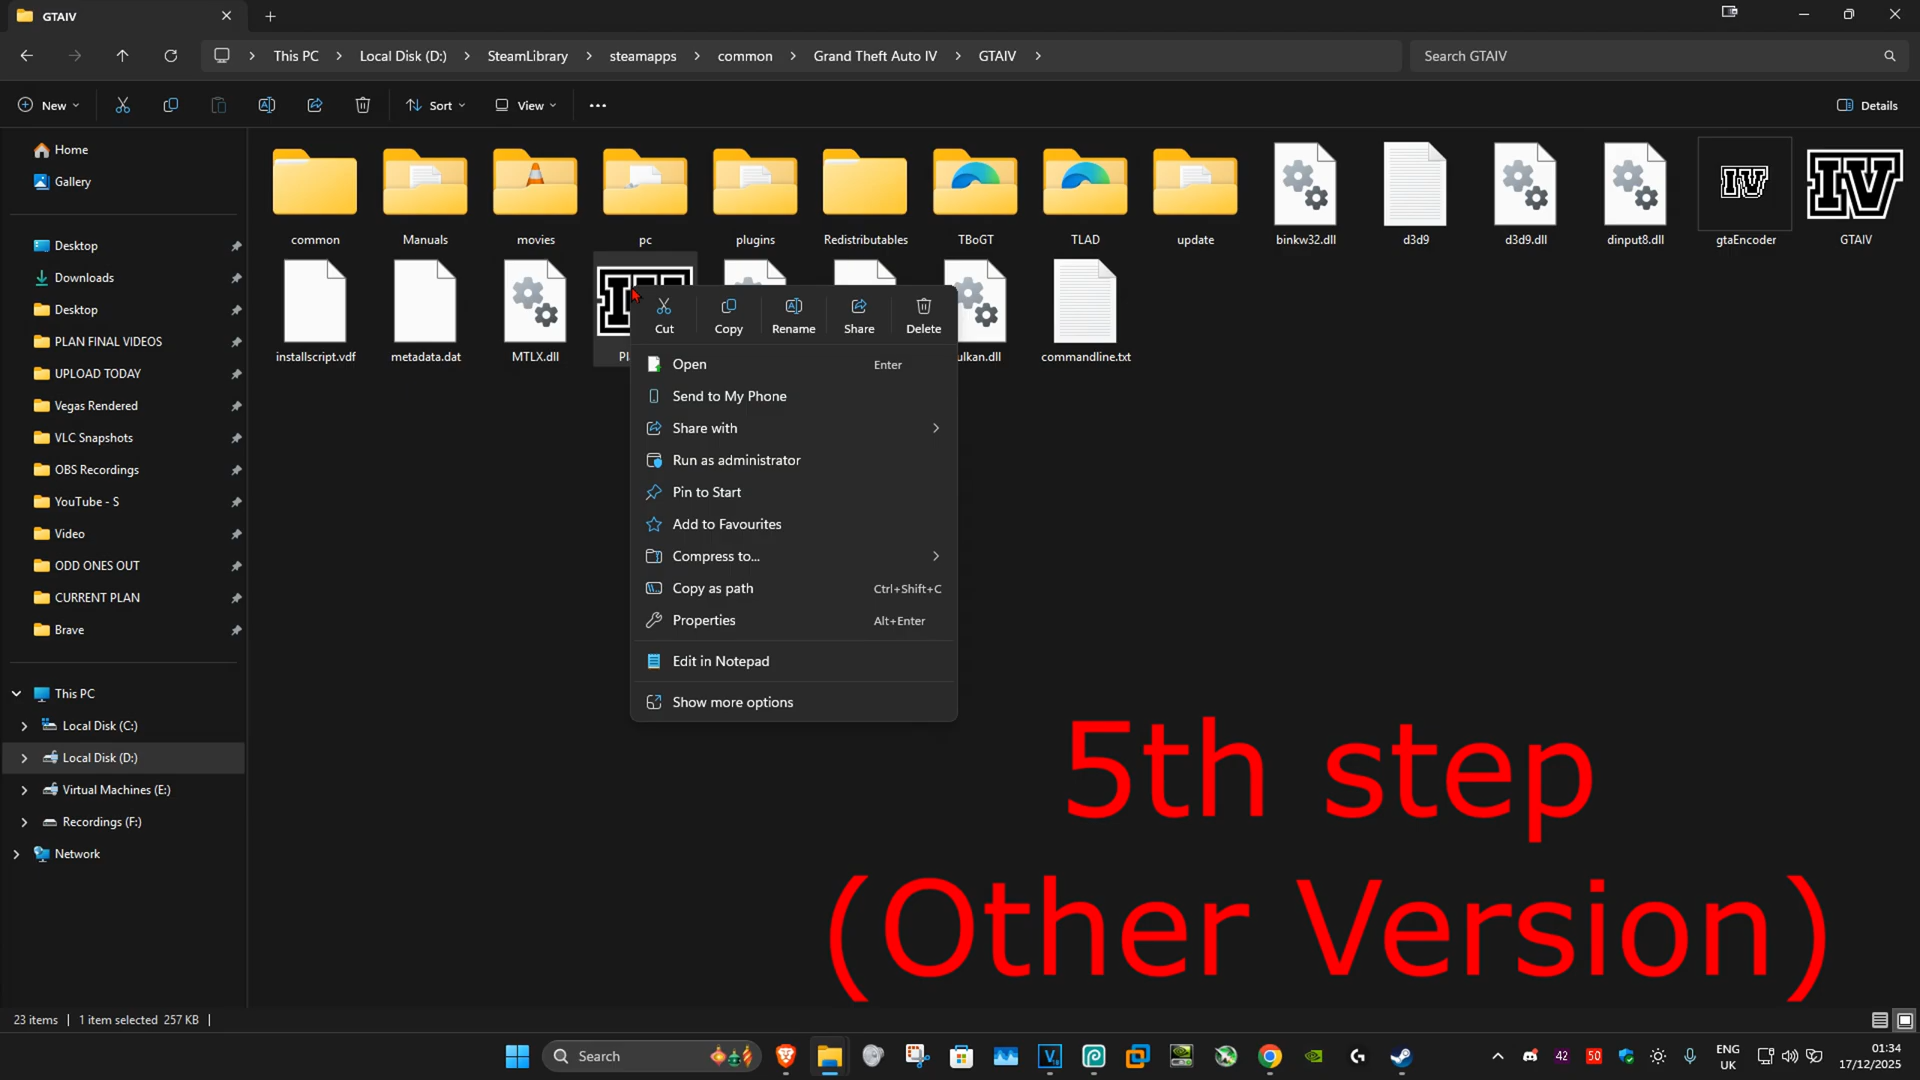 GTAIV
This PC
Local Disk (D:)
SteamLibrary
steamapps
common
Grand Theft Auto IV
GTAIV
Search GTAIV
New
Sort
View
Details
Home
Gallery
Desktop
Downloads
Desktop
PLAN FINAL VIDEOS
UPLOAD TODAY
Vegas Rendered
VLC Snapshots
OBS Recordings
YouTube - S
Video
ODD ONES OUT
CURRENT PLAN
Brave
This PC
Local Disk (C:)
Local Disk (D:)
Virtual Machines (E:)
Recordings (F:)
Network
common
Manuals
movies
pc
plugins
Redistributables
TBoGT
TLAD
update
binkw32.dll
d3d9
d3d9.dll
dinput8.dll
IV
gtaEncoder
IV
GTAIV
installscript.vdf
metadata.dat
MTLX.dll
Pl
ulkan.dll
commandline.txt
Cut
Copy
Rename
Share
Delete
Open Enter
Send to My Phone
Share with
Run as administrator
Pin to Start
Add to Favourites
Compress to...
Copy as path Ctrl+Shift+C
Properties Alt+Enter
Edit in Notepad
Show more options
5th step
(Other Version)
23 items
1 item selected 257 KB
Search
42
50
ENG
UK
01:34
17/12/2025